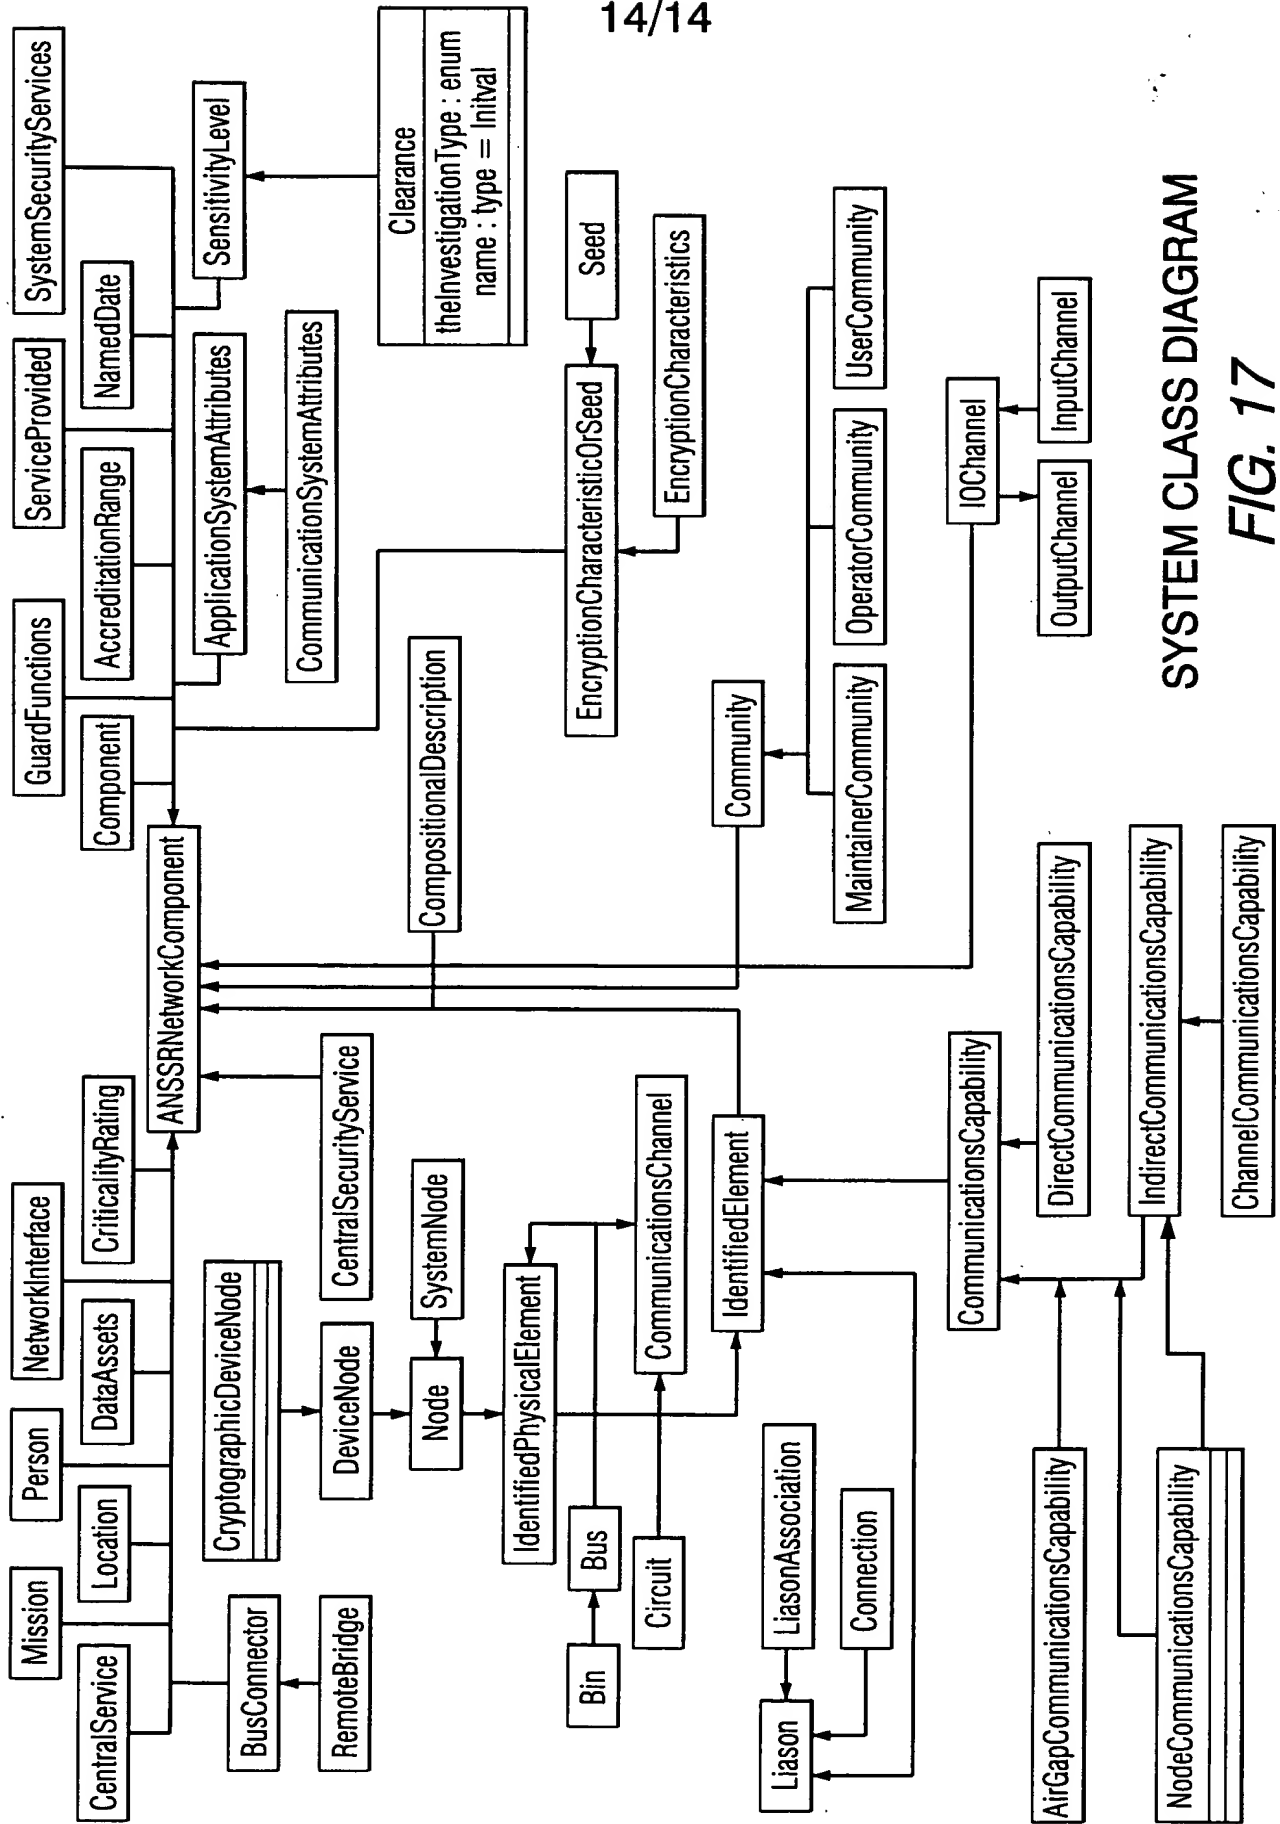 14/14
CentralService
Mission
Location
Person
DataAssets
NetworkInterface
CriticalityRating
Component
GuardFunctions
AccreditationRange
ServiceProvided
NamedDate
SystemSecurityServices
ANSSRNetworkComponent
BusConnector
RemoteBridge
CryptographicDeviceNode
DeviceNode
Node
SystemNode
CentralSecurityService
ApplicationSystemAttributes
CommunicationSystemAttributes
SensitivityLevel
Clearance
theInvestigationType : enum
name : type = Initval
CompositionalDescription
IdentifiedPhysicalElement
Bin
Bus
Circuit
CommunicationsChannel
EncryptionCharacteristicOrSeed
Seed
EncryptionCharacteristics
Liason
LiasonAssociation
Connection
IdentifiedElement
Community
MaintainerCommunity
OperatorCommunity
UserCommunity
CommunicationsCapability
DirectCommunicationsCapability
IOChannel
OutputChannel
InputChannel
AirGapCommunicationsCapability
NodeCommunicationsCapability
IndirectCommunicationsCapability
ChannelCommunicationsCapability
SYSTEM CLASS DIAGRAM
FIG. 17